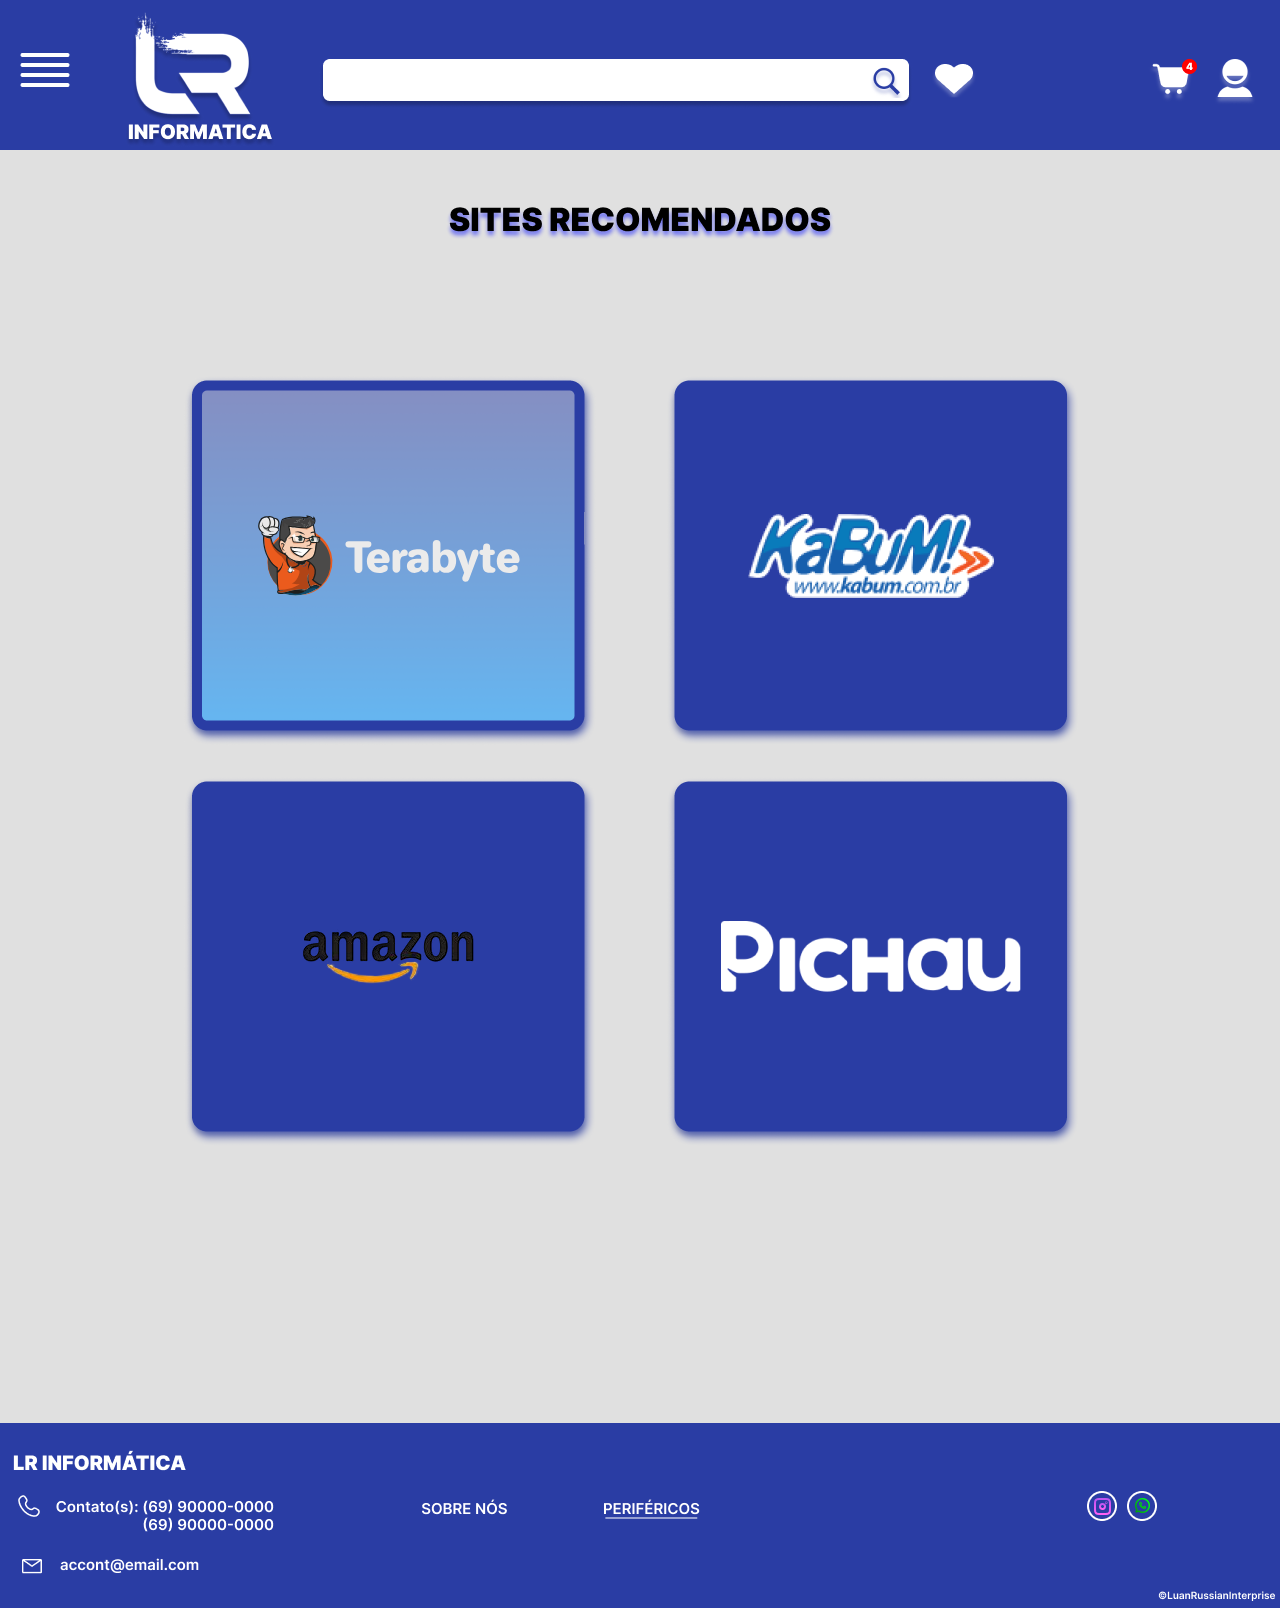 LR
INFORMATICA
4
SITES RECOMENDADOS
Terabyte
KaBuM!
www.kabum.com.br
amazon
PICHAU
LR INFORMÁTICA
Contato(s): (69) 90000-0000
(69) 90000-0000
SOBRE NÓS
PERIFÉRICOS
accont@email.com
©LuanRussianInterprise